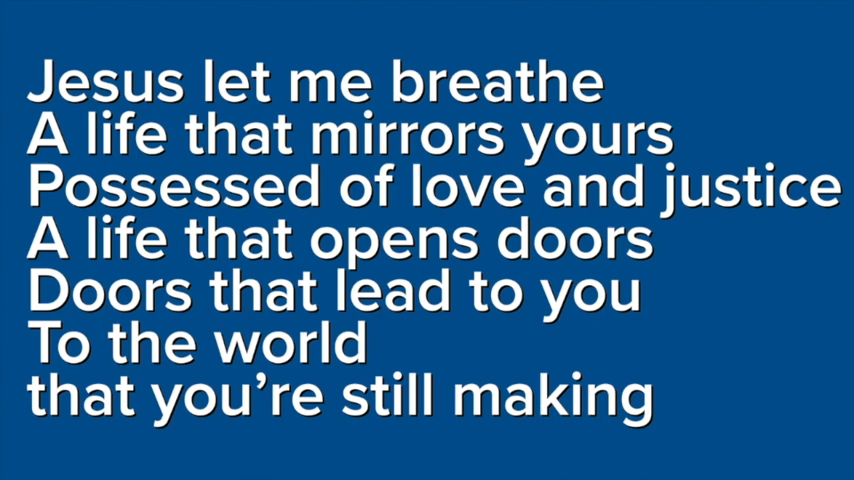 Jesus let me breathe
A life that mirrors yours
Possessed of love and justice
A life that opens doors
Doors that lead to you
To the world
that you’re still making